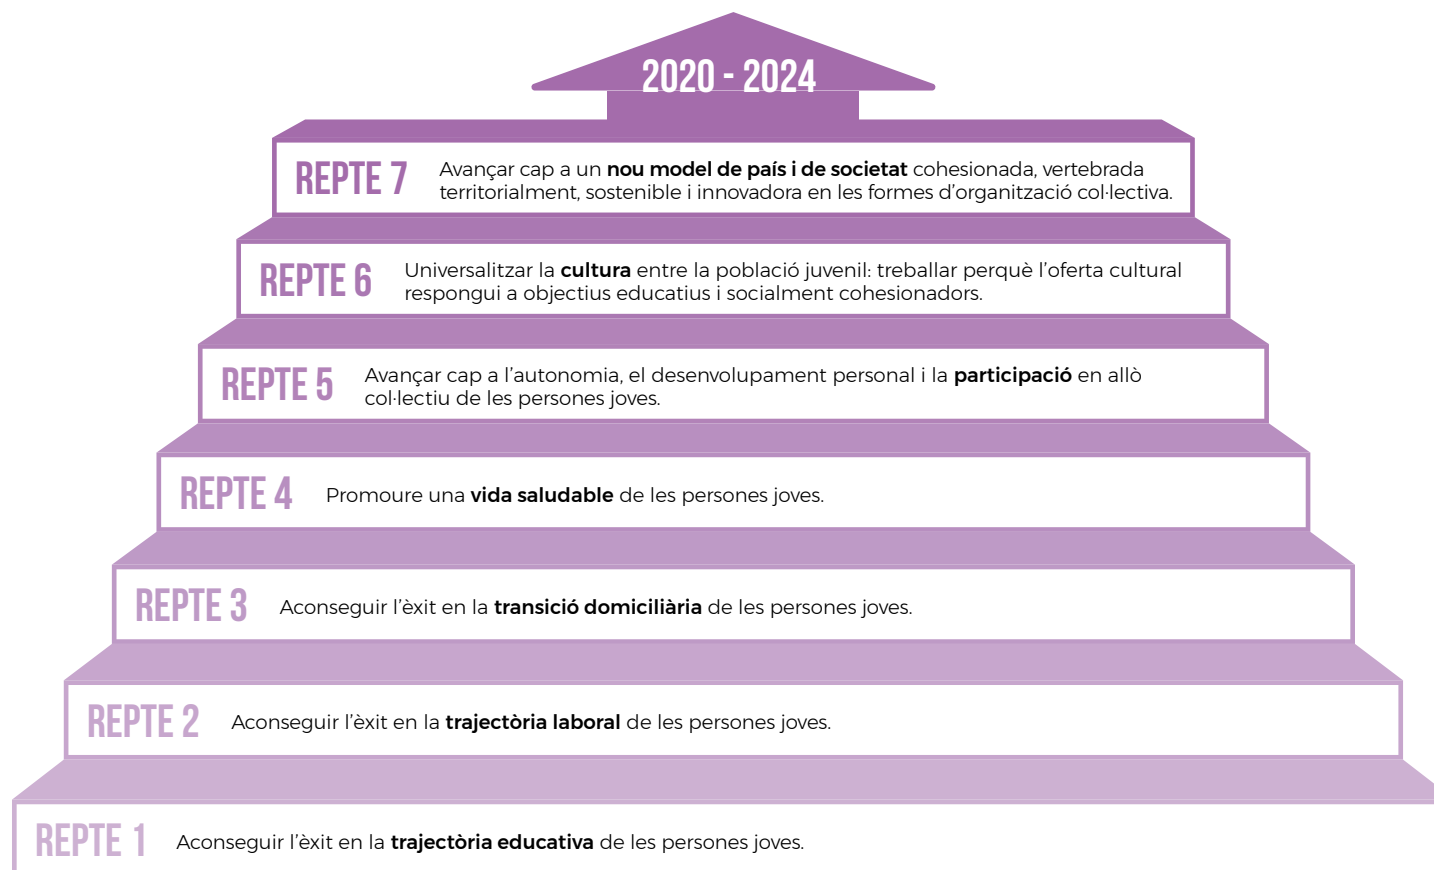 2020 - 2024
REPTE 7
Avançar cap a un nou model de país i de societat cohesionada, vertebrada
territorialment, sostenible i innovadora en les formes d’organització col·lectiva.
REPTE 6
Universalitzar la cultura entre la població juvenil: treballar perquè l’oferta cultural
respongui a objectius educatius i socialment cohesionadors.
REPTE 5
Avançar cap a l’autonomia, el desenvolupament personal i la participació en allò
col·lectiu de les persones joves.
REPTE 4
Promoure una vida saludable de les persones joves.
REPTE 3
Aconseguir l’èxit en la transició domiciliària de les persones joves.
REPTE 2
Aconseguir l’èxit en la trajectòria laboral de les persones joves.
REPTE 1
Aconseguir l’èxit en la trajectòria educativa de les persones joves.